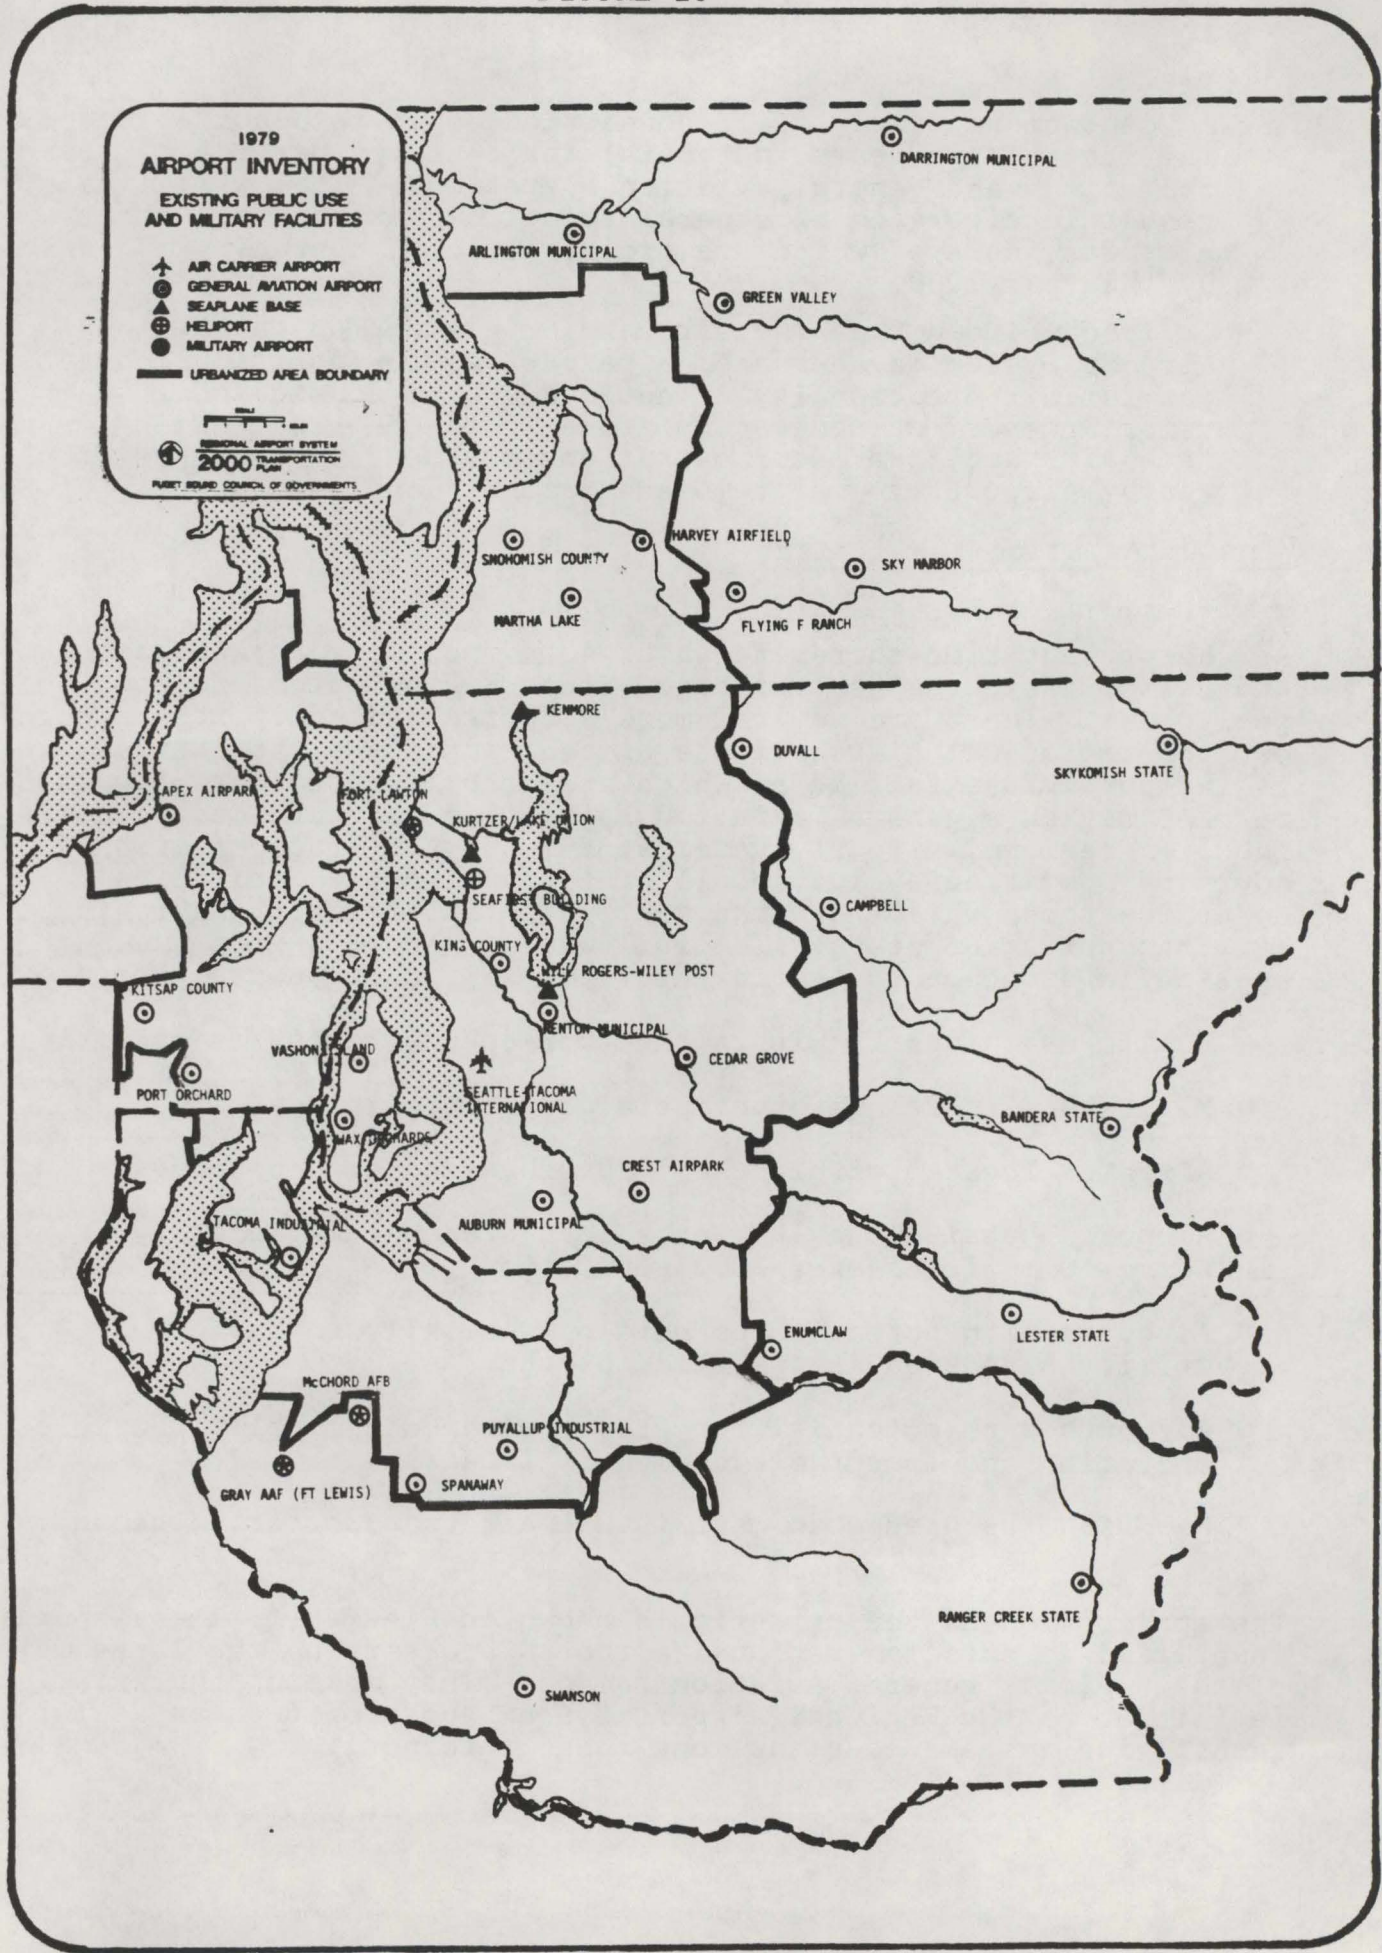 1979
AIRPORT INVENTORY
EXISTING PUBLIC USE
AND MILITARY FACILITIES
AIR CARRIER AIRPORT
GENERAL AVIATION AIRPORT
SEAPLANE BASE
HELIPORT
MILITARY AIRPORT
URBANIZED AREA BOUNDARY
REGIONAL AIRPORT SYSTEM
2000 TRANSPORTATION
PLAN
PUGET SOUND COUNCIL OF GOVERNMENTS
DARRINGTON MUNICIPAL
ARLINGTON MUNICIPAL
GREEN VALLEY
HARVEY AIRFIELD
SNOHOMISH COUNTY
SKY HARBOR
MARTHA LAKE
FLYING F RANCH
KENMORE
DUVALL
SKYKOMISH STATE
APEX AIRPARK
FORT LAWTON
KURTZER/LAKE UNION
SEAFIRST BUILDING
CAMPBELL
KING COUNTY
WILL ROGERS-WILEY POST
KITSAP COUNTY
RENTON MUNICIPAL
VASHON ISLAND
CEDAR GROVE
PORT ORCHARD
SEATTLE-TACOMA
INTERNATIONAL
BANDERA STATE
WAX ORCHARDS
CREST AIRPARK
TACOMA INDUSTRIAL
AUBURN MUNICIPAL
ENUMCLAW
LESTER STATE
McCHORD AFB
PUYALLUP INDUSTRIAL
SPANAWAY
GRAY AAF (FT LEWIS)
RANGER CREEK STATE
SWANSON